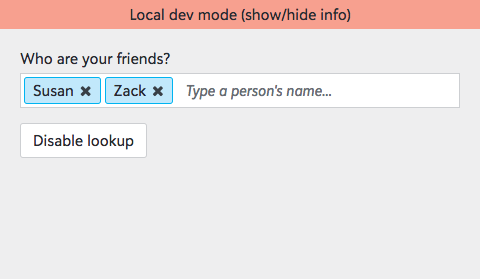 Local dev mode (show/hide info)
Who are your friends?
Susan ✖ Zack ✖ Type a person's name...
Disable lookup